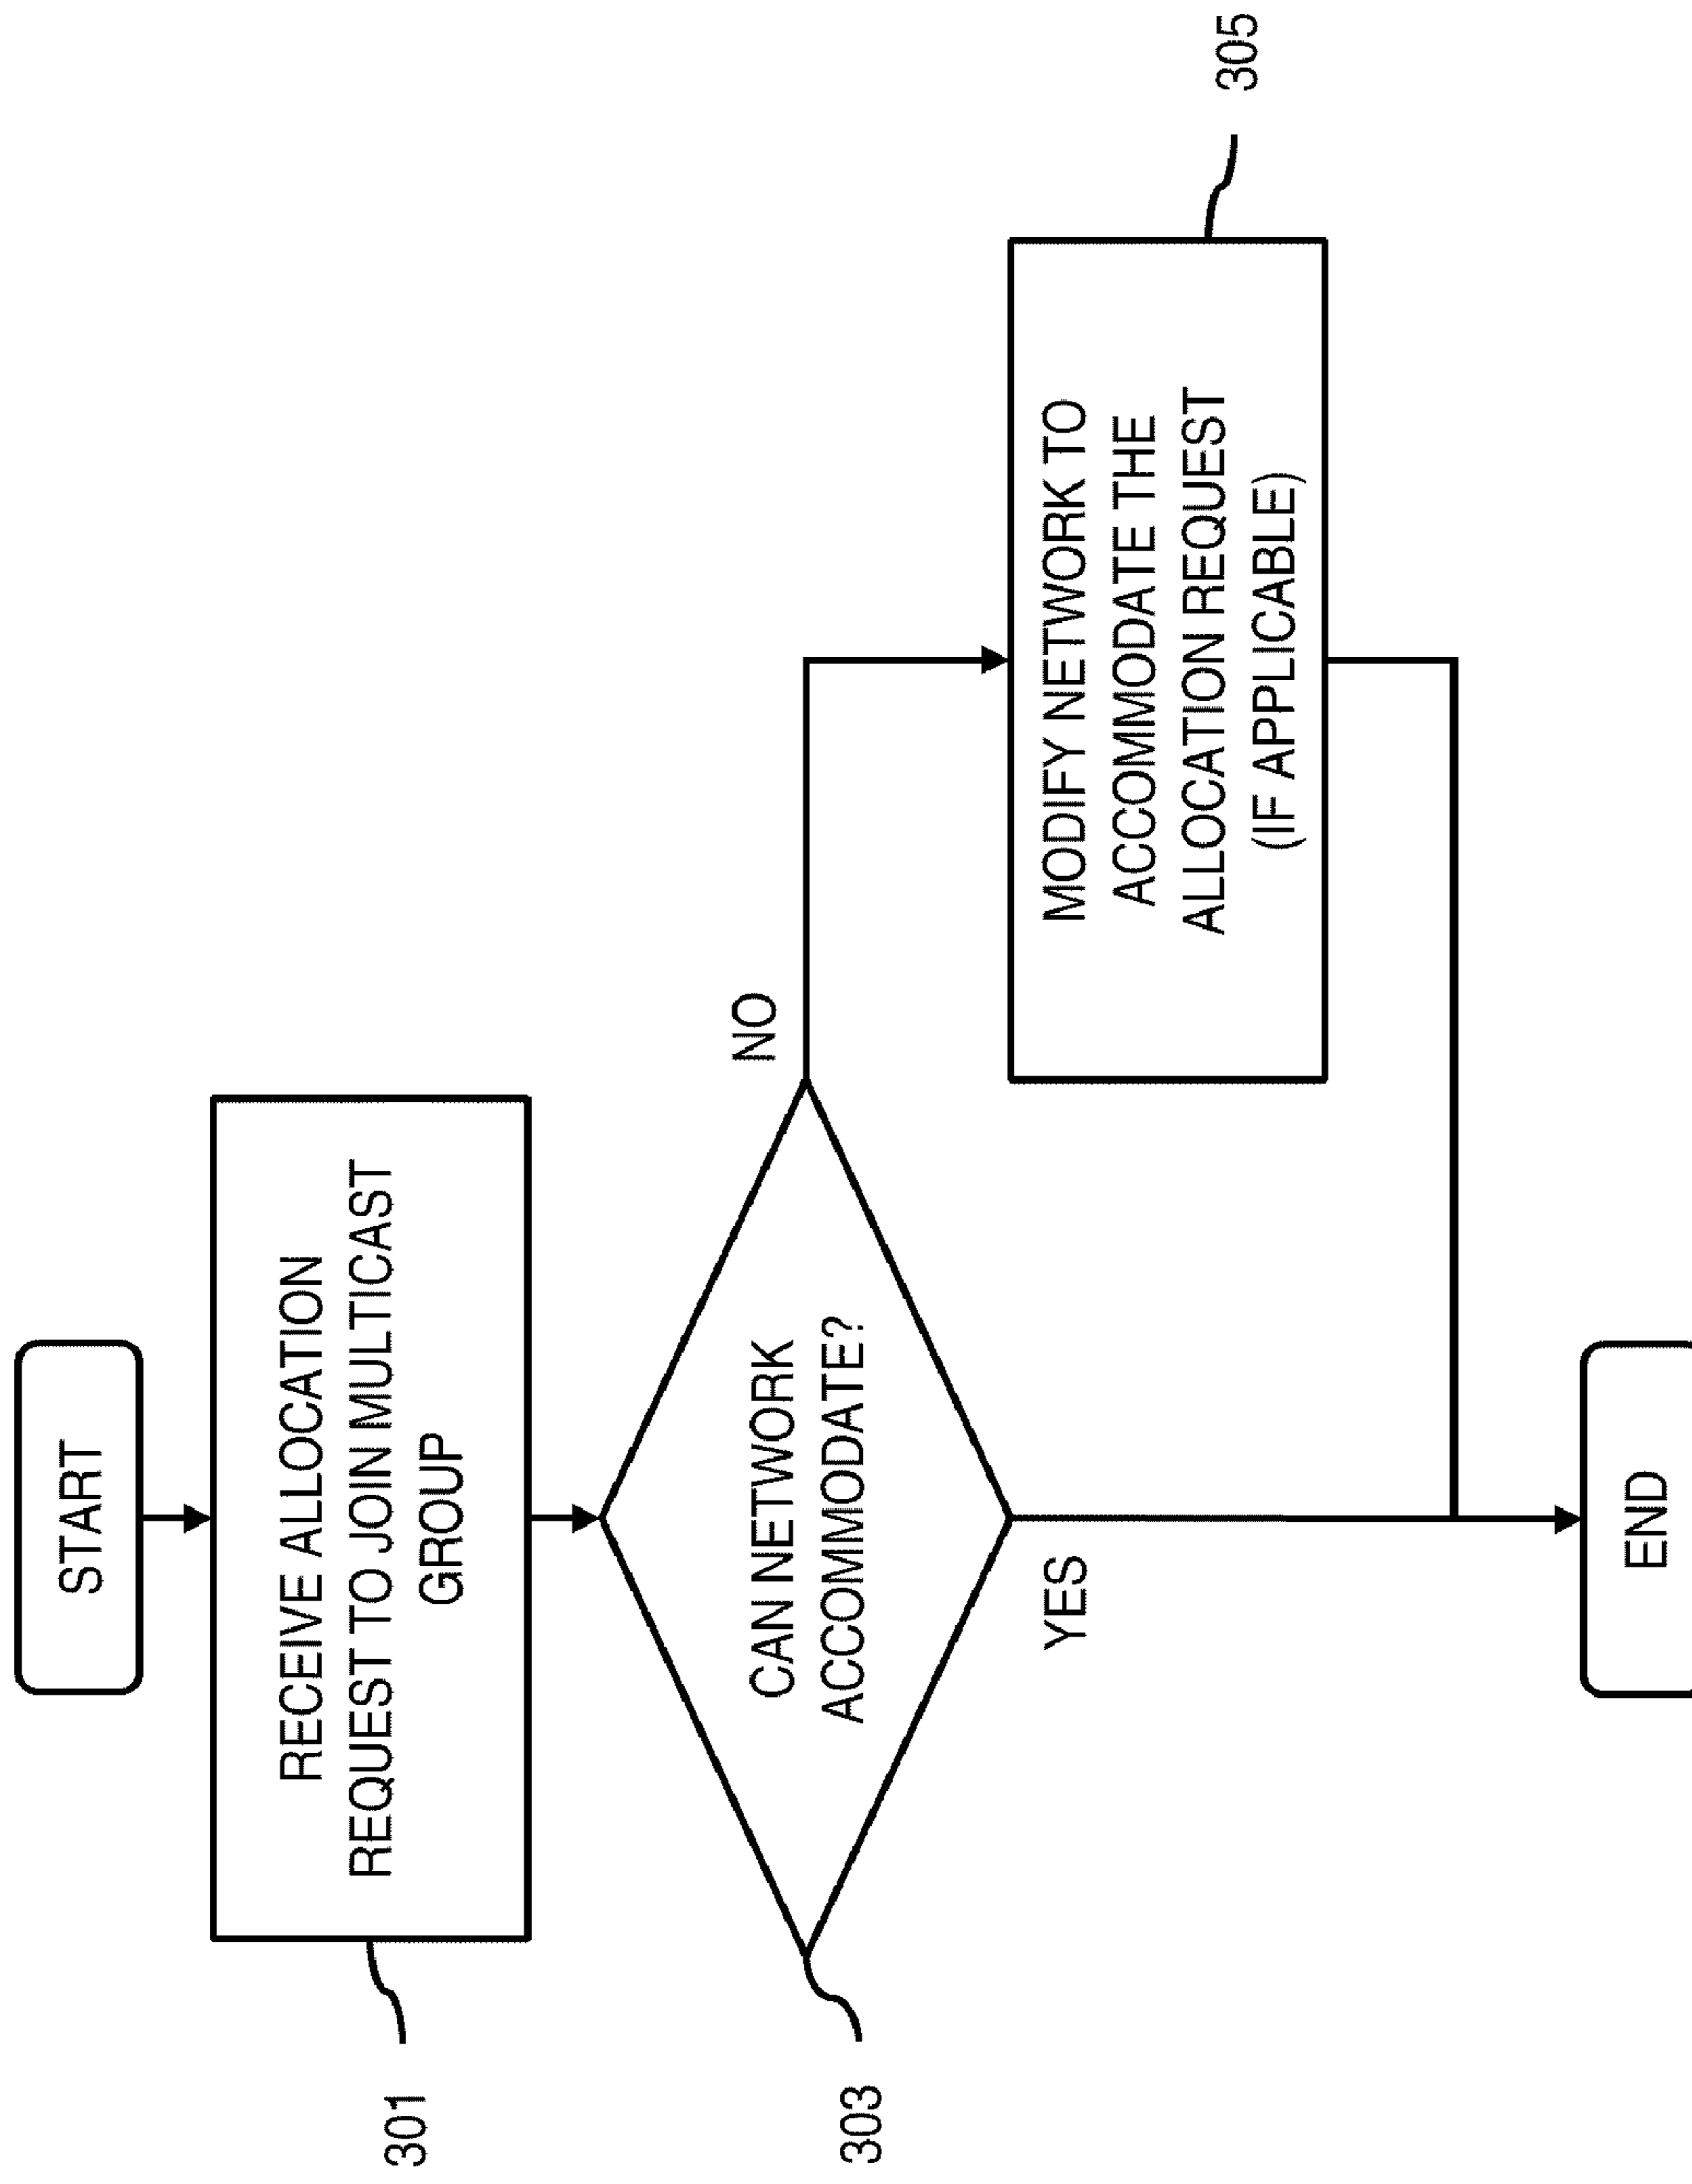 START
RECEIVE ALLOCATION
REQUEST TO JOIN MULTICAST
GROUP
301
CAN NETWORK
ACCOMMODATE?
303
NO
YES
MODIFY NETWORK TO
ACCOMMODATE THE
ALLOCATION REQUEST
(IF APPLICABLE)
305
END